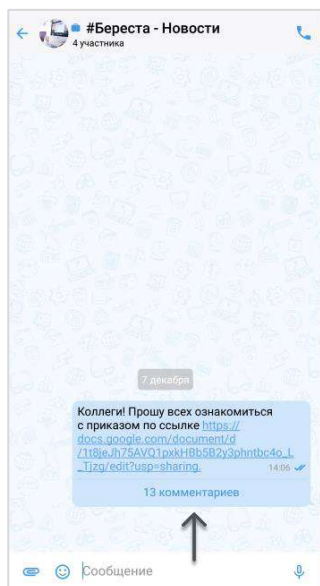 #Береста - Новости
4 участника
7 декабря
Коллеги! Прошу всех ознакомиться
с приказом по ссылке https://
docs.google.com/document/d
/1t8jeJh75AVQ1pxkHBb5B2y3phntbc4o_L
_Tjzg/edit?usp=sharing.
14:06
13 комментариев
Сообщение